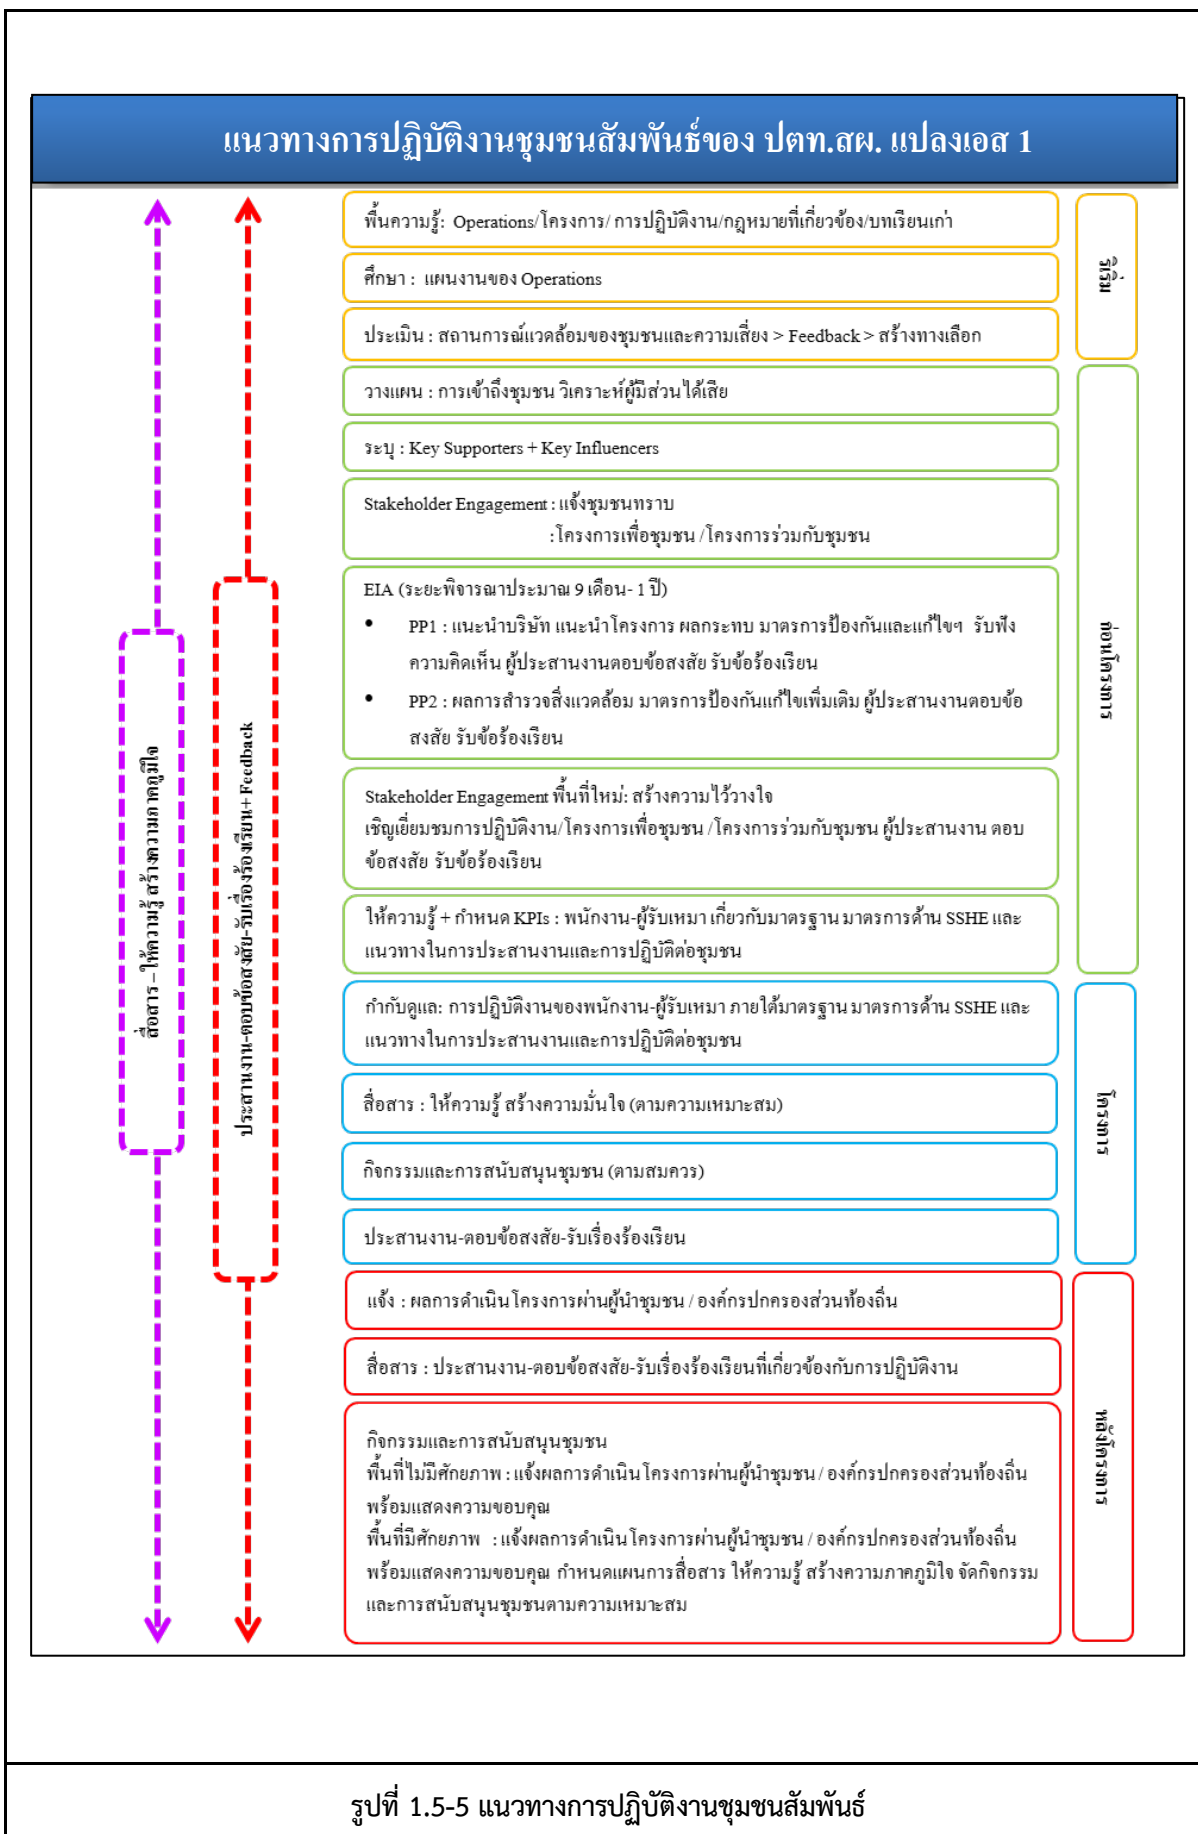 แนวทางการปฏิบัติงานชุมชนสัมพันธ์ของ ปตท.สผ. แปลงเอส 1
พื้นความรู้: Operations/โครงการ/ การปฏิบัติงาน/กฎหมายที่เกี่ยวข้อง/บทเรียนเก่า
ศึกษา : แผนงานของ Operations
ประเมิน : สถานการณ์แวดล้อมของชุมชนและความเสี่ยง > Feedback > สร้างทางเลือก
ริเริ่ม
วางแผน : การเข้าถึงชุมชน วิเคราะห์ผู้มีส่วนได้เสีย
ระบุ : Key Supporters + Key Influencers
Stakeholder Engagement : แจ้งชุมชนทราบ
:โครงการเพื่อชุมชน /โครงการร่วมกับชุมชน
EIA (ระยะพิจารณาประมาณ 9 เดือน- 1 ปี)
• PP1 : แนะนำบริษัท แนะนำโครงการ ผลกระทบ มาตรการป้องกันและแก้ไขฯ รับฟัง
ความคิดเห็น ผู้ประสานงานตอบข้อสงสัย รับข้อร้องเรียน
• PP2 : ผลการสำรวจสิ่งแวดล้อม มาตรการป้องกันแก้ไขเพิ่มเติม ผู้ประสานงานตอบข้อ
สงสัย รับข้อร้องเรียน
Stakeholder Engagement พื้นที่ใหม่: สร้างความไว้วางใจ
เชิญเยี่ยมชมการปฏิบัติงาน/โครงการเพื่อชุมชน /โครงการร่วมกับชุมชน ผู้ประสานงาน ตอบ
ข้อสงสัย รับข้อร้องเรียน
ให้ความรู้ + กำหนด KPIs : พนักงาน-ผู้รับเหมา เกี่ยวกับมาตรฐาน มาตรการด้าน SSHE และ
แนวทางในการประสานงานและการปฏิบัติต่อชุมชน
ก่อนโครงการ
กำกับดูแล: การปฏิบัติงานของพนักงาน-ผู้รับเหมา ภายใต้มาตรฐาน มาตรการด้าน SSHE และ
แนวทางในการประสานงานและการปฏิบัติต่อชุมชน
สื่อสาร : ให้ความรู้ สร้างความมั่นใจ (ตามความเหมาะสม)
กิจกรรมและการสนับสนุนชุมชน (ตามสมควร)
ประสานงาน-ตอบข้อสงสัย-รับเรื่องร้องเรียน
โครงการ
แจ้ง : ผลการดำเนินโครงการผ่านผู้นำชุมชน / องค์กรปกครองส่วนท้องถิ่น
สื่อสาร : ประสานงาน-ตอบข้อสงสัย-รับเรื่องร้องเรียนที่เกี่ยวข้องกับการปฏิบัติงาน
กิจกรรมและการสนับสนุนชุมชน
พื้นที่ไม่มีศักยภาพ : แจ้งผลการดำเนินโครงการผ่านผู้นำชุมชน / องค์กรปกครองส่วนท้องถิ่น
พร้อมแสดงความขอบคุณ
พื้นที่มีศักยภาพ : แจ้งผลการดำเนินโครงการผ่านผู้นำชุมชน / องค์กรปกครองส่วนท้องถิ่น
พร้อมแสดงความขอบคุณ กำหนดแผนการสื่อสาร ให้ความรู้ สร้างความภาคภูมิใจ จัดกิจกรรม
และการสนับสนุนชุมชนตามความเหมาะสม
หลังโครงการ
สื่อสาร – ให้ความรู้ สร้างความภาคภูมิใจ
ประสานงาน-ตอบข้อสงสัย-รับเรื่องร้องเรียน+ Feedback
รูปที่ 1.5-5 แนวทางการปฏิบัติงานชุมชนสัมพันธ์